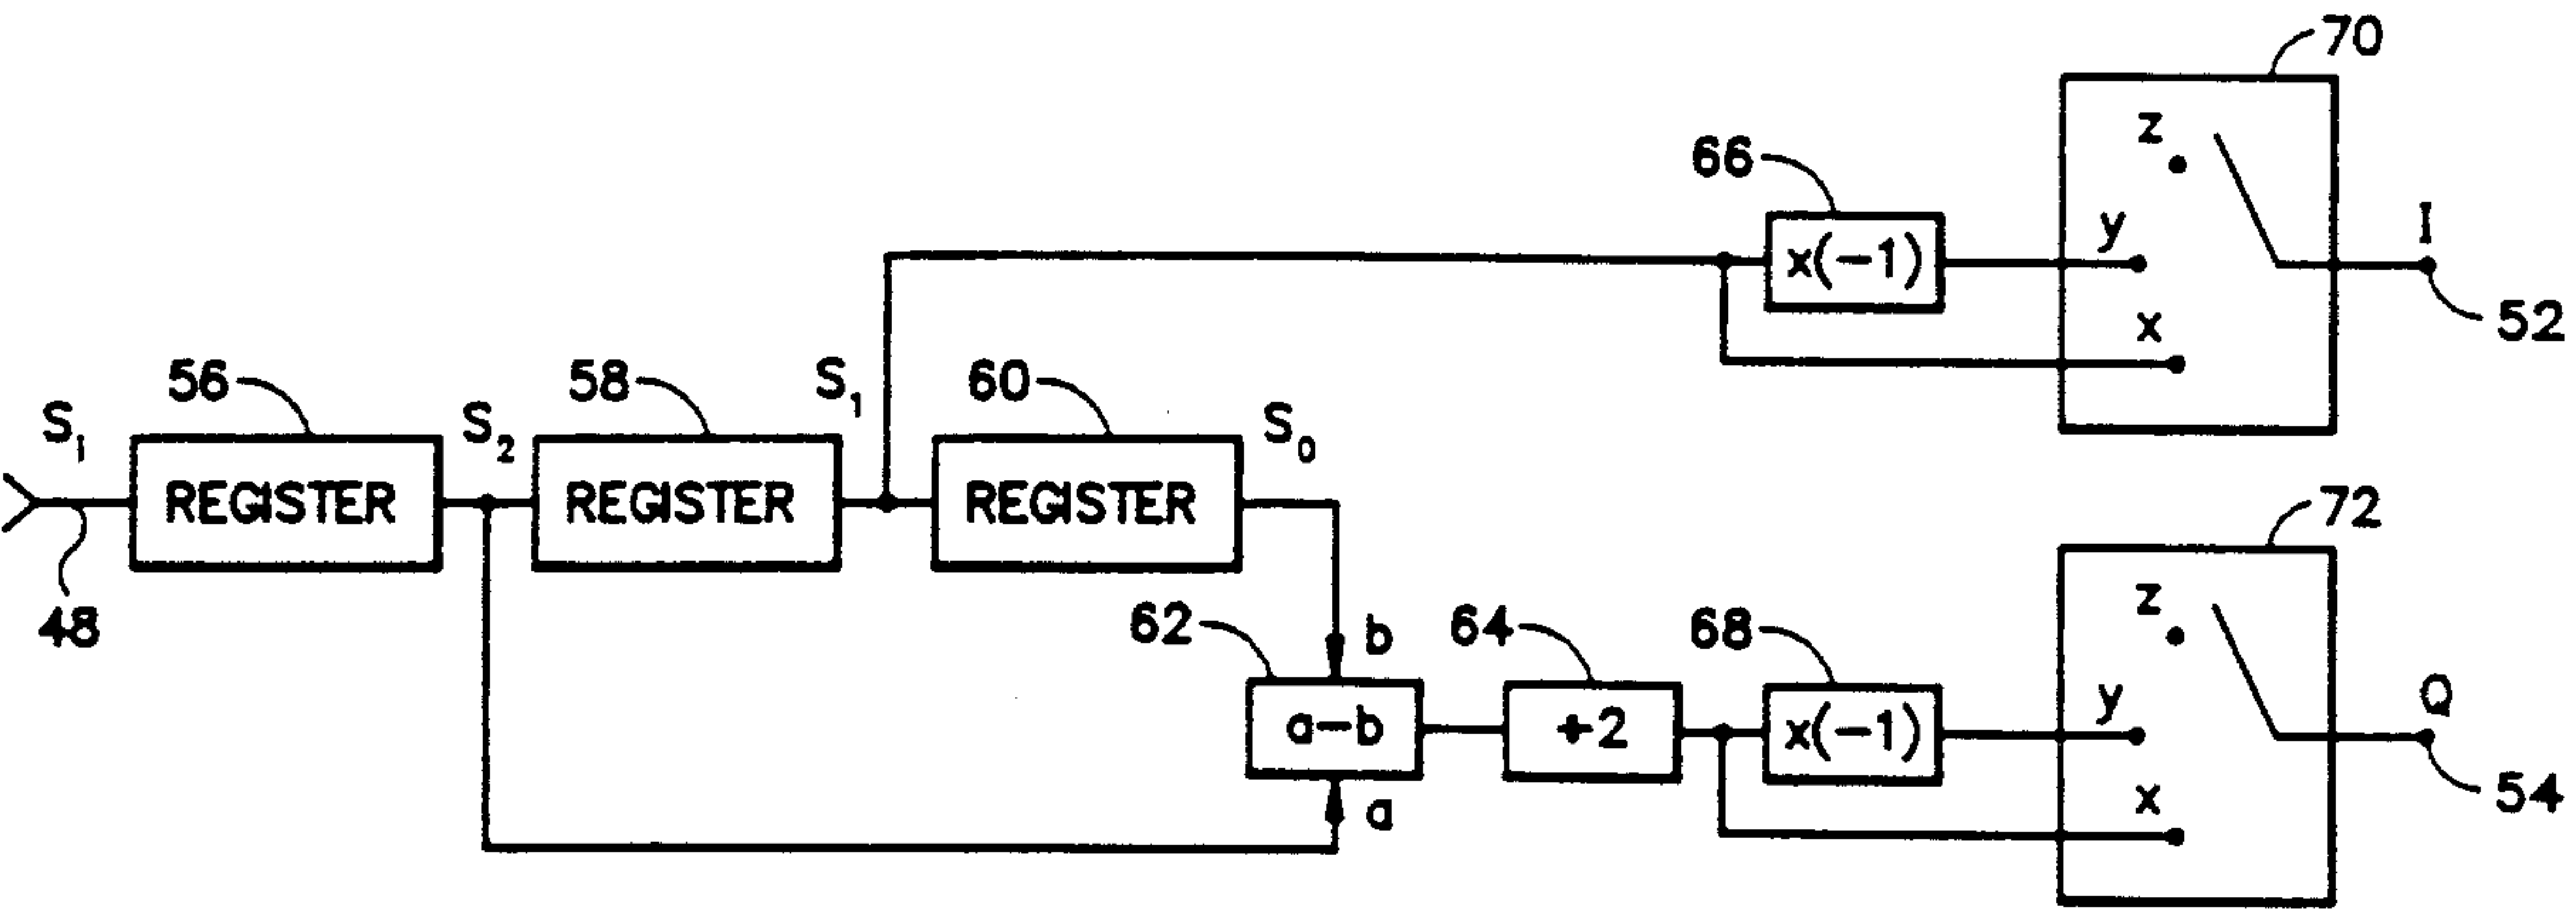 70
z
66
y
x(-1)
I
x
52
56
58
S1
60
Si
S2
S0
REGISTER
REGISTER
REGISTER
72
48
62
b
64
68
z
a-b
+2
x(-1)
y
Q
a
x
54